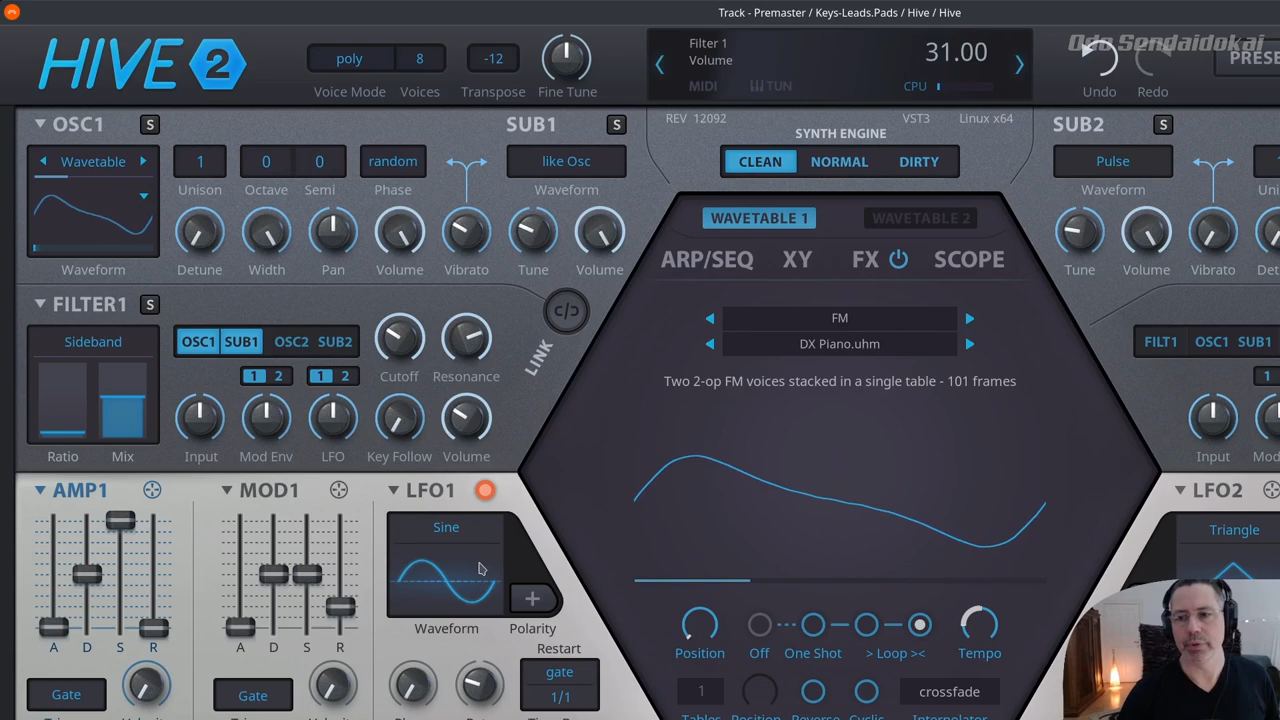 Track - Premaster / Keys-Leads.Pads / Hive / Hive
HIVE 2
poly 8
Voice Mode Voices
-12
Transpose
Fine Tune
Filter 1
Volume
31.00
MIDI TUN CPU
Odo Sendaidokai
Undo Redo
PRESE
OSC1 S
Wavetable
Waveform
1
Unison
0 0
Octave Semi
random
Phase
Detune Width Pan Volume Vibrato Tune Volume
SUB1 S
like Osc
Waveform
REV 12092 VST3 Linux x64
SYNTH ENGINE
CLEAN NORMAL DIRTY
SUB2 S
Pulse
Waveform
Uni
Tune Volume Vibrato Det
WAVETABLE 1 WAVETABLE 2
ARP/SEQ XY FX SCOPE
FILTER1 S
Sideband
Ratio Mix
OSC1 SUB1 OSC2 SUB2
1 2 1 2
Cutoff Resonance
Input Mod Env LFO Key Follow Volume
LINK
FM
DX Piano.uhm
Two 2-op FM voices stacked in a single table - 101 frames
FILT1 OSC1 SUB1
1
Input Mod
AMP1
A D S R
Gate
MOD1
A D S R
Gate
LFO1
Sine
Waveform
Polarity
Restart
gate
1/1
Position Off One Shot > Loop >< Tempo
1
crossfade
Tables Position Reverse Cyclic Interpolator
LFO2
Triangle